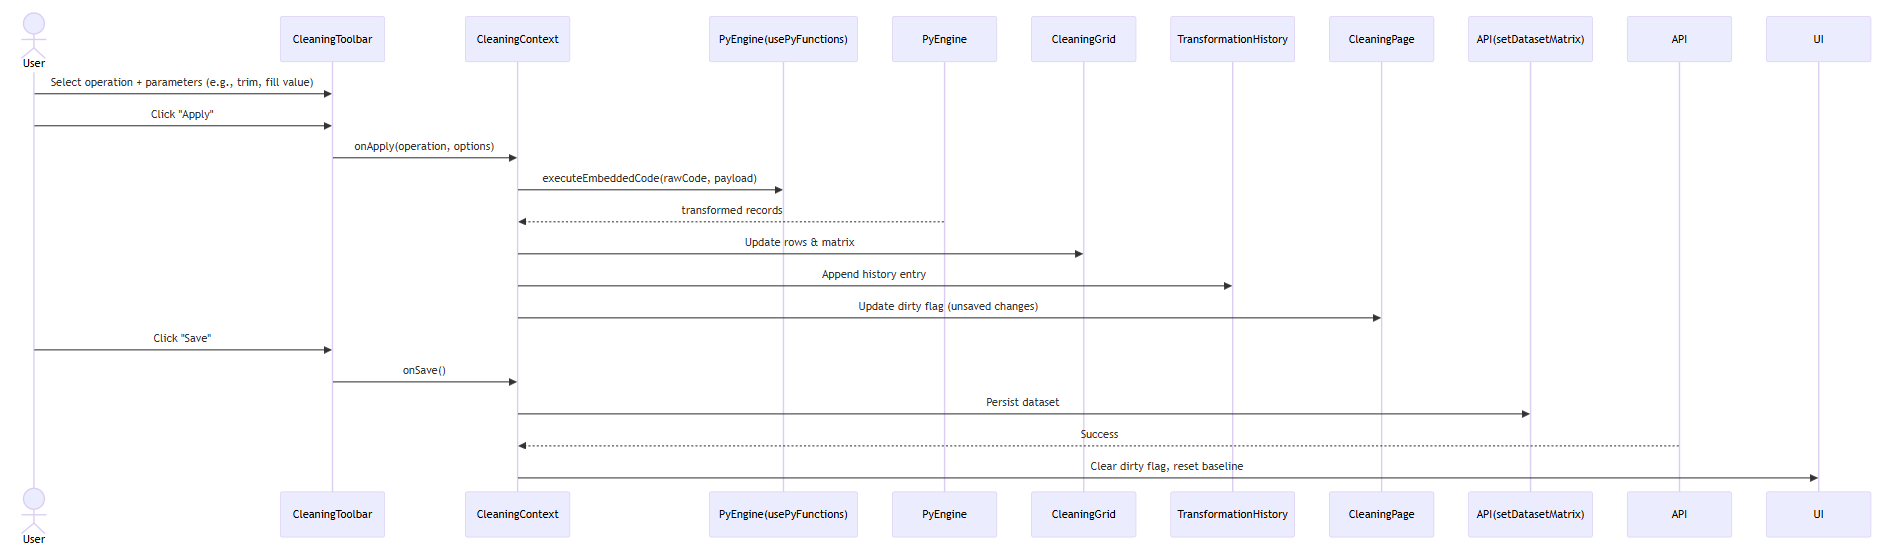 User
CleaningToolbar
CleaningContext
PyEngine(usePyFunctions)
PyEngine
CleaningGrid
TransformationHistory
CleaningPage
API(setDatasetMatrix)
API
UI
Select operation + parameters (e.g., trim, fill value)
Click "Apply"
onApply(operation, options)
executeEmbeddedCode(rawCode, payload)
transformed records
Update rows & matrix
Append history entry
Update dirty flag (unsaved changes)
Click "Save"
onSave()
Persist dataset
Success
Clear dirty flag, reset baseline
User
CleaningToolbar
CleaningContext
PyEngine(usePyFunctions)
PyEngine
CleaningGrid
TransformationHistory
CleaningPage
API(setDatasetMatrix)
API
UI